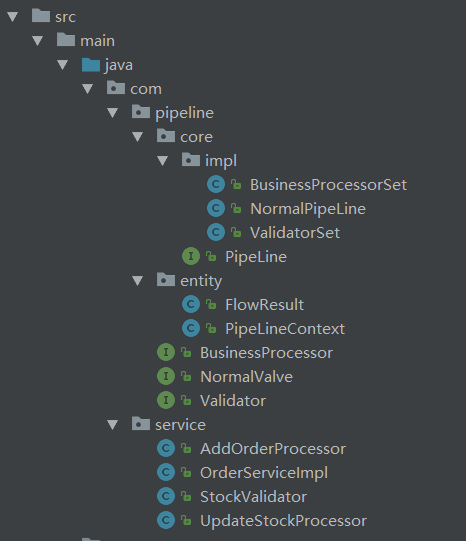 src
main
java
com
pipeline
core
impl
C BusinessProcessorSet
C NormalPipeLine
C ValidatorSet
I PipeLine
entity
C FlowResult
C PipeLineContext
I BusinessProcessor
I NormalValve
I Validator
service
C AddOrderProcessor
C OrderServiceImpl
C StockValidator
C UpdateStockProcessor